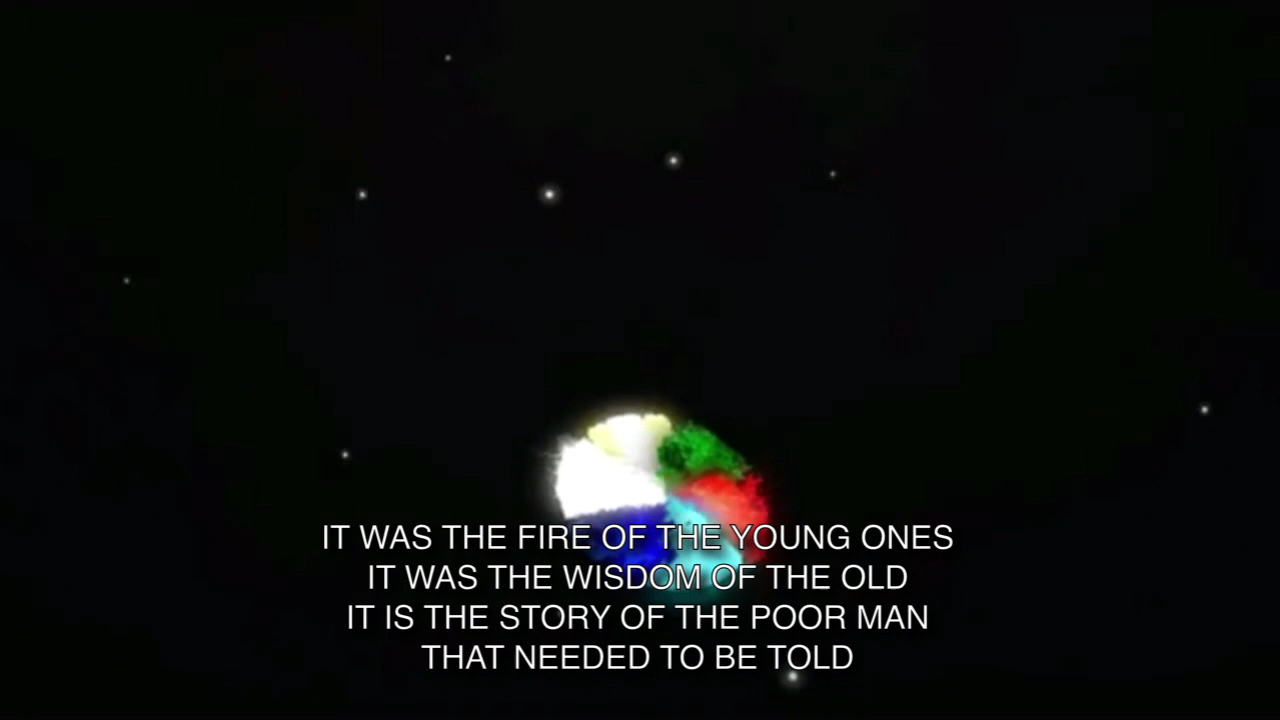 IT WAS THE FIRE OF THE YOUNG ONES
IT WAS THE WISDOM OF THE OLD
IT IS THE STORY OF THE POOR MAN
THAT NEEDED TO BE TOLD